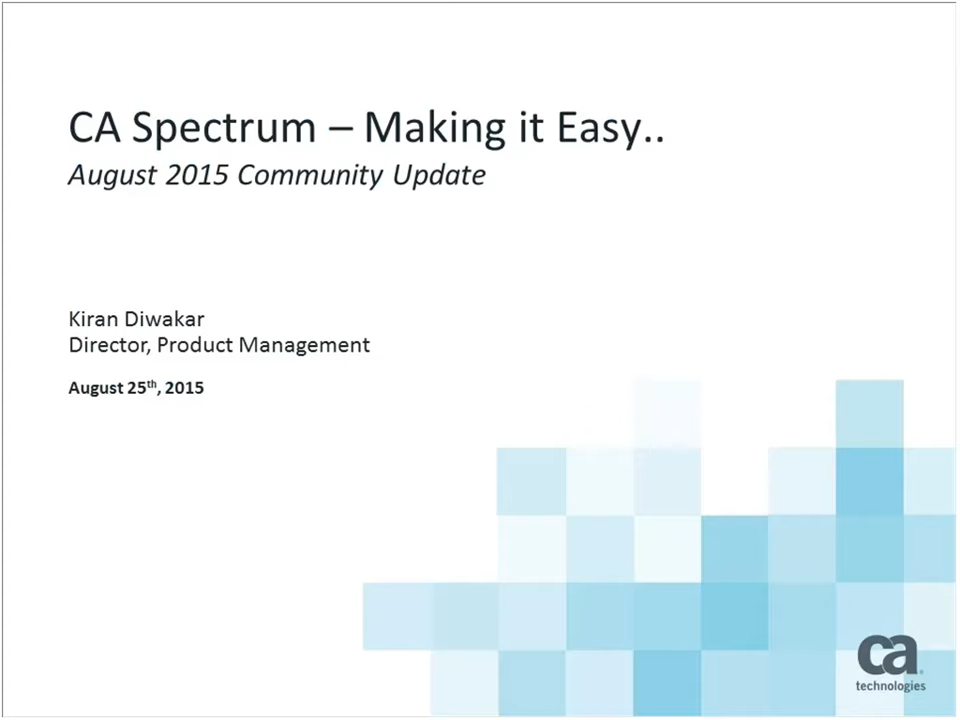 CA Spectrum – Making it Easy..
August 2015 Community Update
Kiran Diwakar
Director, Product Management
August 25th, 2015
ca
technologies